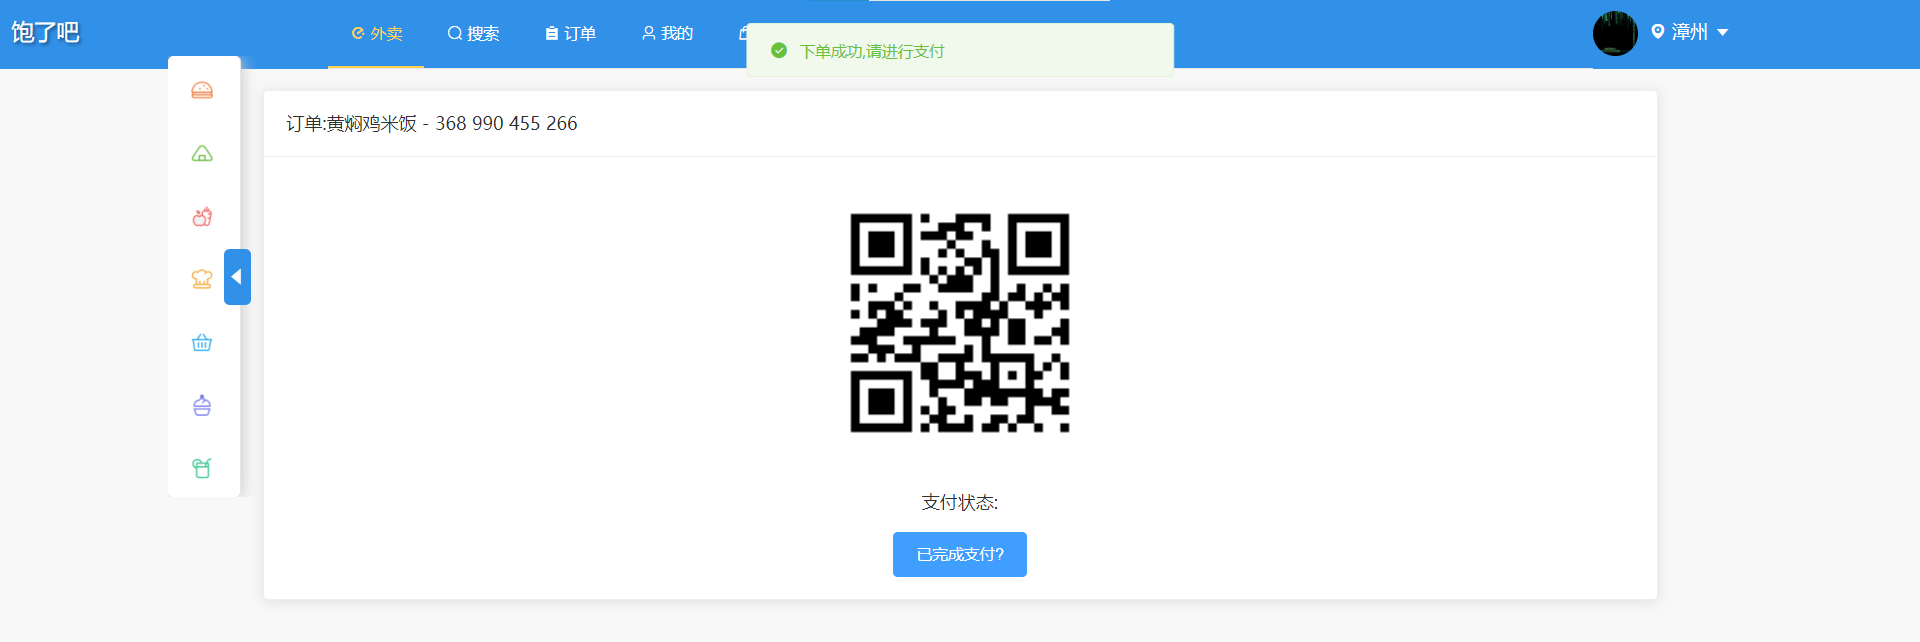 饱了吧
外卖
搜索
订单
我的
下单成功,请进行支付
漳州
订单:黄焖鸡米饭 - 368 990 455 266
支付状态:
已完成支付?